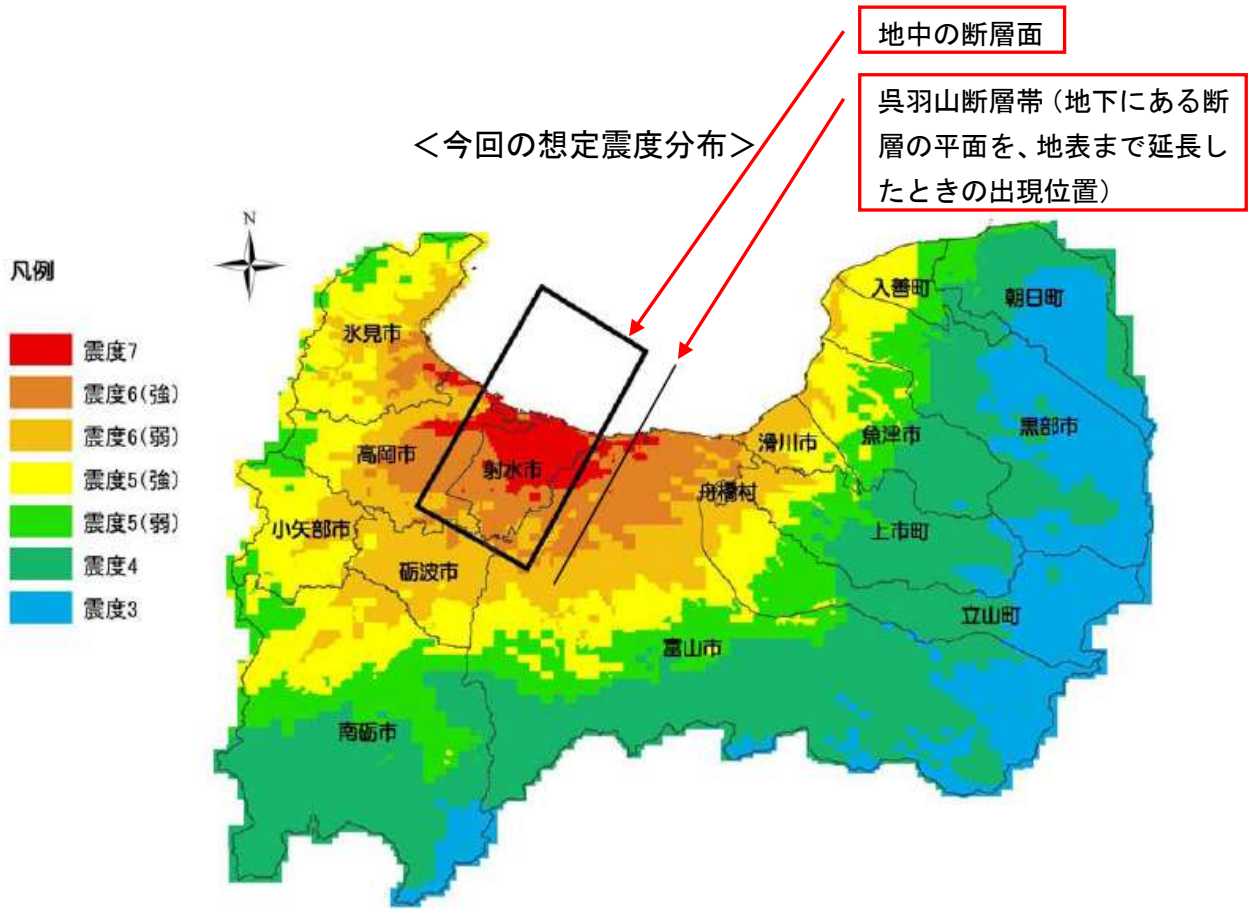 地中の断層面
呉羽山断層帯（地下にある断
層の平面を、地表まで延長し
たときの出現位置）
＜今回の想定震度分布＞
N
凡例
震度7
震度6(強)
震度6(弱)
震度5(強)
震度5(弱)
震度4
震度3
入善町
朝日町
氷見市
黒部市
魚津市
滑川市
高岡市
射水市
舟橋村
小矢部市
上市町
砺波市
立山町
富山市
南砺市